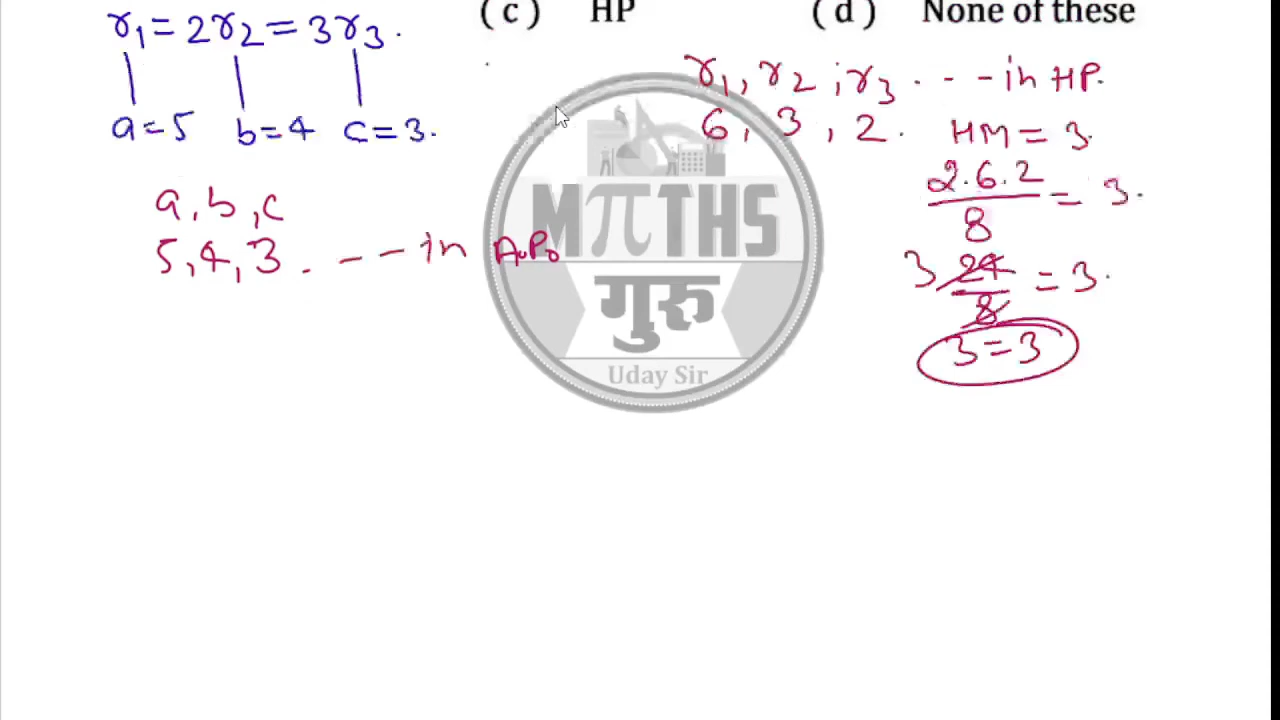 ( c ) HP ( d ) None of these
r₁ = 2r₂ = 3r₃.
a=5 b=4 c=3.
a, b, c
5, 4, 3. --- in A.P.
r₁, r₂, r₃. --- in HP.
6, 3, 2. HM = 3.
2.6.2/8 = 3.
3 24/8 = 3.
3=3
MπTHS
गुरु
Uday Sir